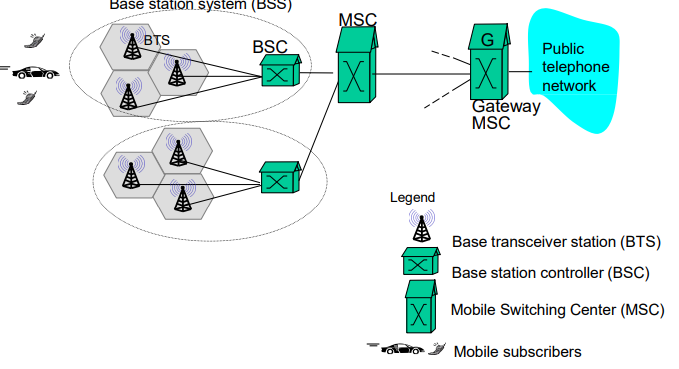 Base station system (BSS)
MSC
BTS
BSC
G
Public
telephone
network
Gateway
MSC
Legend
Base transceiver station (BTS)
Base station controller (BSC)
Mobile Switching Center (MSC)
Mobile subscribers